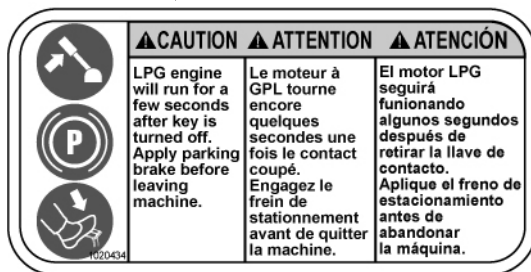 CAUTION
LPG engine
will run for a
few seconds
after key is
turned off.
Apply parking
brake before
leaving
machine.
ATTENTION
Le moteur à
GPL tourne
encore
quelques
secondes une
fois le contact
coupé.
Engagez le
frein de
stationnement
avant de quitter
la machine.
ATENCIÓN
El motor LPG
seguirá
funionando
algunos segundos
después de
retirar la llave de
contacto.
Aplique el freno de
estacionamiento
antes de
abandonar
la máquina.
P
1020434